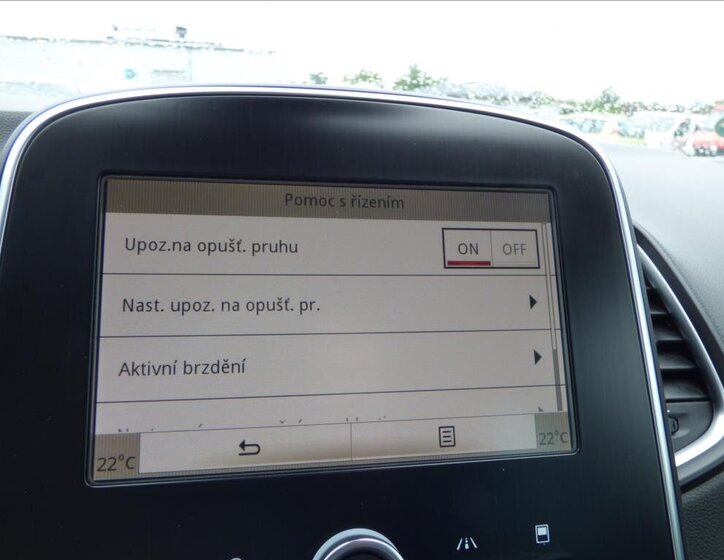 Pomoc s řízením
Upoz.na opušť. pruhu
ON OFF
Nast. upoz. na opušť. pr.
Aktivní brzdění
22°C
22°C